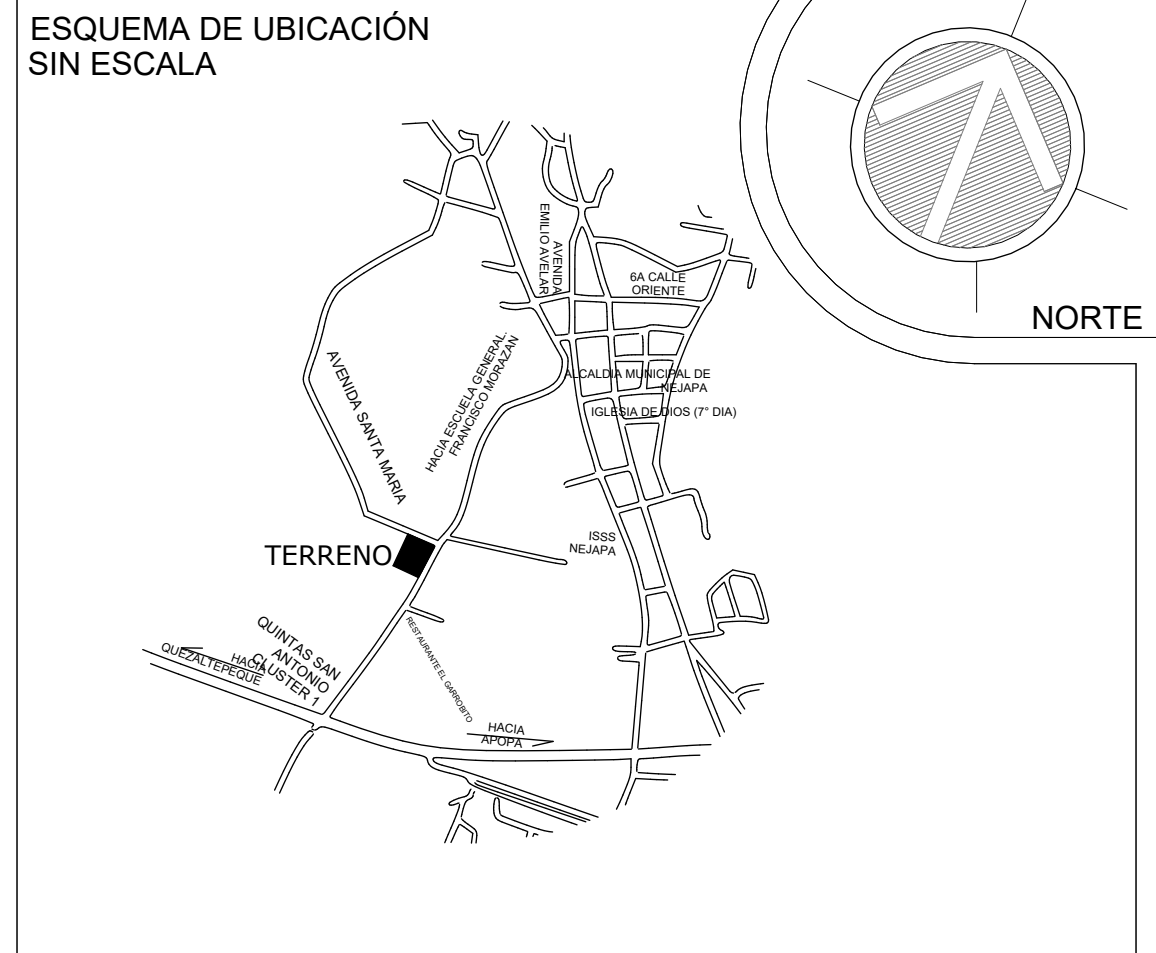 ESQUEMA DE UBICACIÓN
SIN ESCALA
NORTE
AVENIDA
EMILIO AVELAR
6A CALLE
ORIENTE
AVENIDA SANTA MARIA
HACIA ESCUELA GENERAL.
FRANCISCO MORAZAN
ALCALDIA MUNICIPAL DE
NEJAPA
IGLESIA DE DIOS (7° DIA)
ISSS
NEJAPA
TERRENO
QUINTAS SAN
ANTONIO
CLUSTER 1
HACIA
QUEZALTEPEQUE
RESTAURANTE EL GARROBITO
HACIA
APOPA